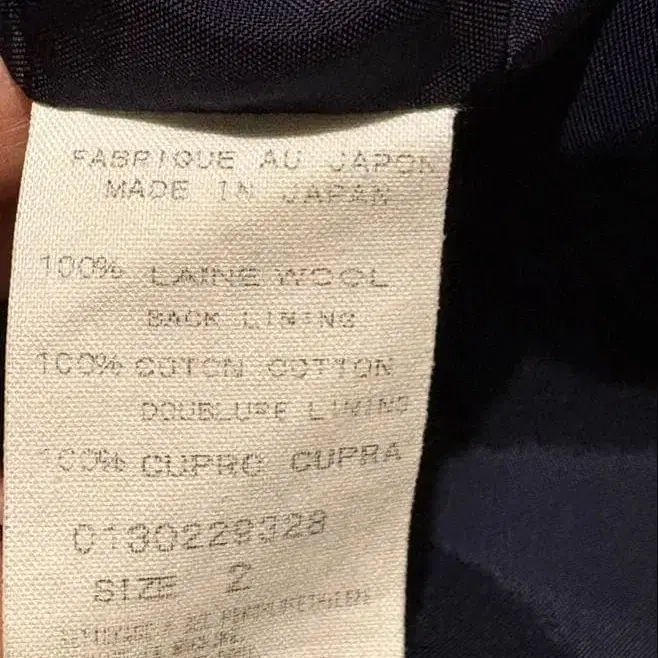 FABRIQUE AU JAPON
MADE IN JAPAN
100% LAINE WOOL
BACK LINING
100% COTON COTTON
DOUBLURE LINING
100% CUPRO CUPRA
0130229328
SIZE 2